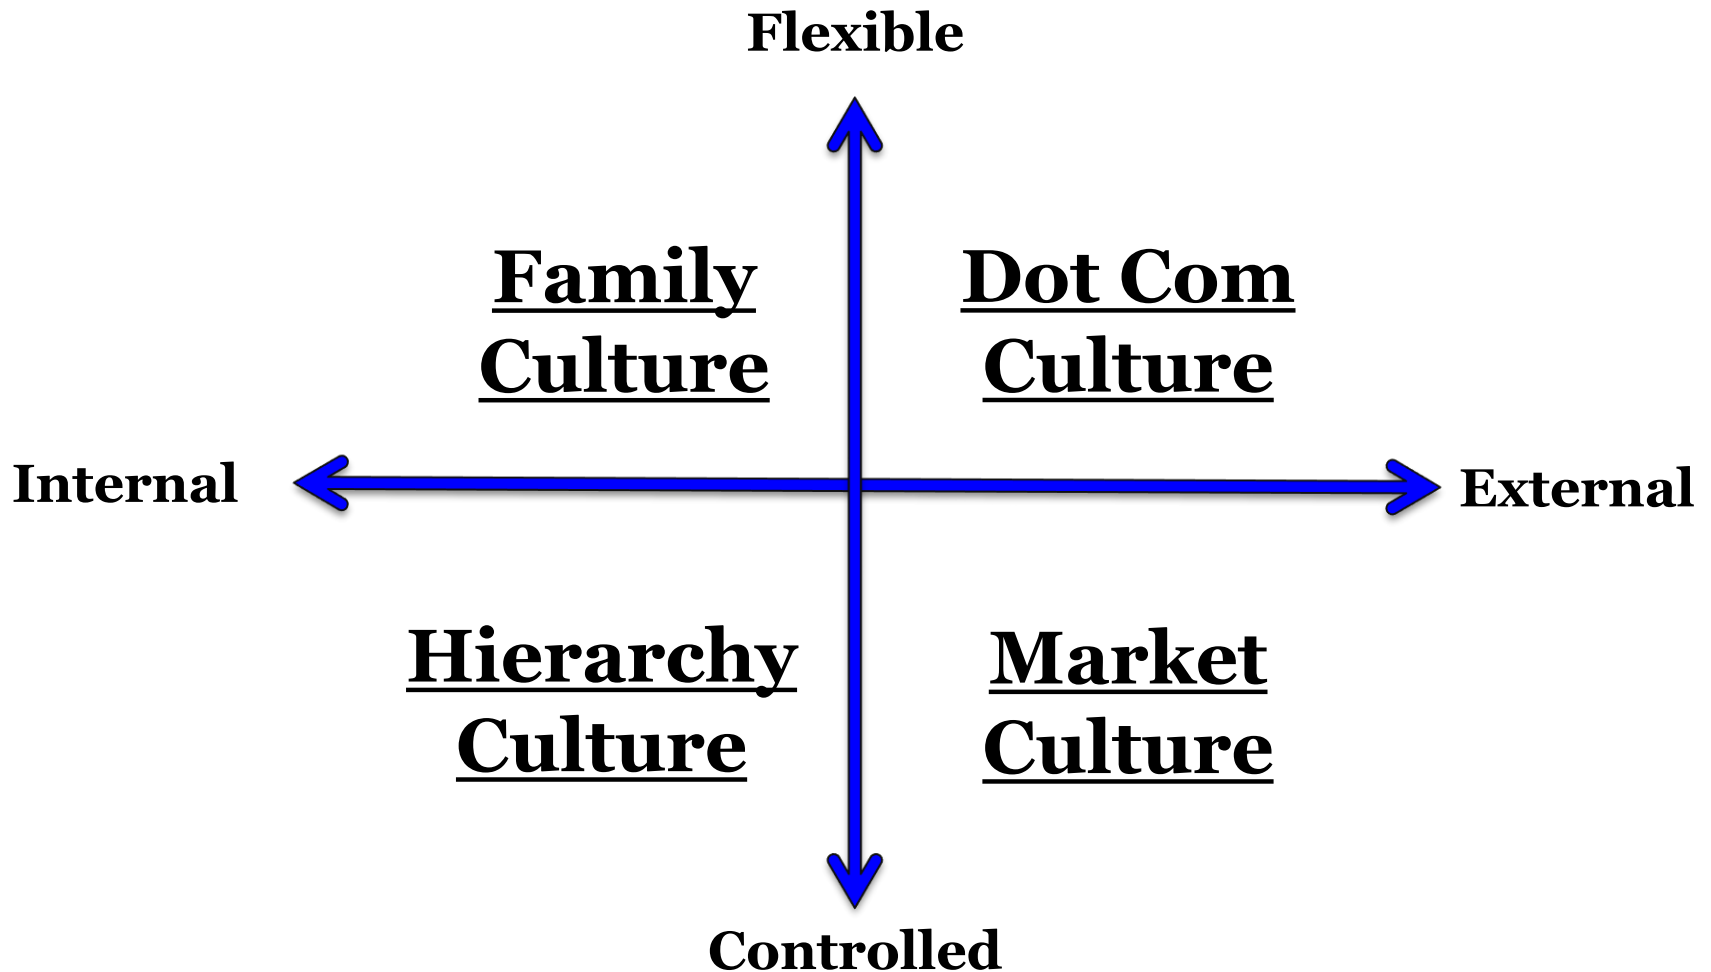 Flexible
Family
Culture
Dot Com
Culture
Internal
External
Hierarchy
Culture
Market
Culture
Controlled